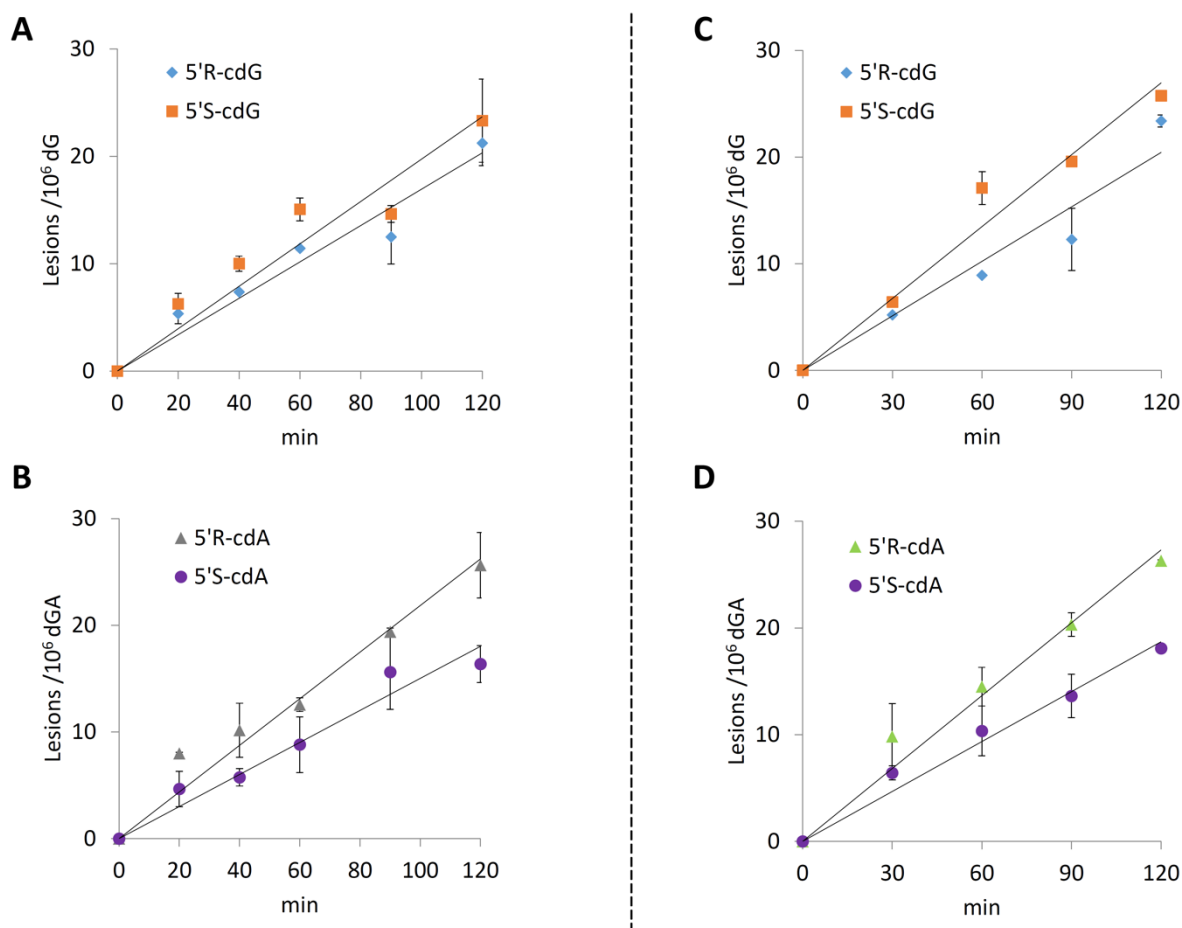 A
Lesions /10⁶ dG
30
20
10
0
5'R-cdG
5'S-cdG
0 20 40 60 80 100 120
min
B
Lesions /10⁶ dGA
30
20
10
0
5'R-cdA
5'S-cdA
0 20 40 60 80 100 120
min
C
Lesions /10⁶ dG
30
20
10
0
5'R-cdG
5'S-cdG
0 30 60 90 120
min
D
Lesions /10⁶ dGA
30
20
10
0
5'R-cdA
5'S-cdA
0 30 60 90 120
min